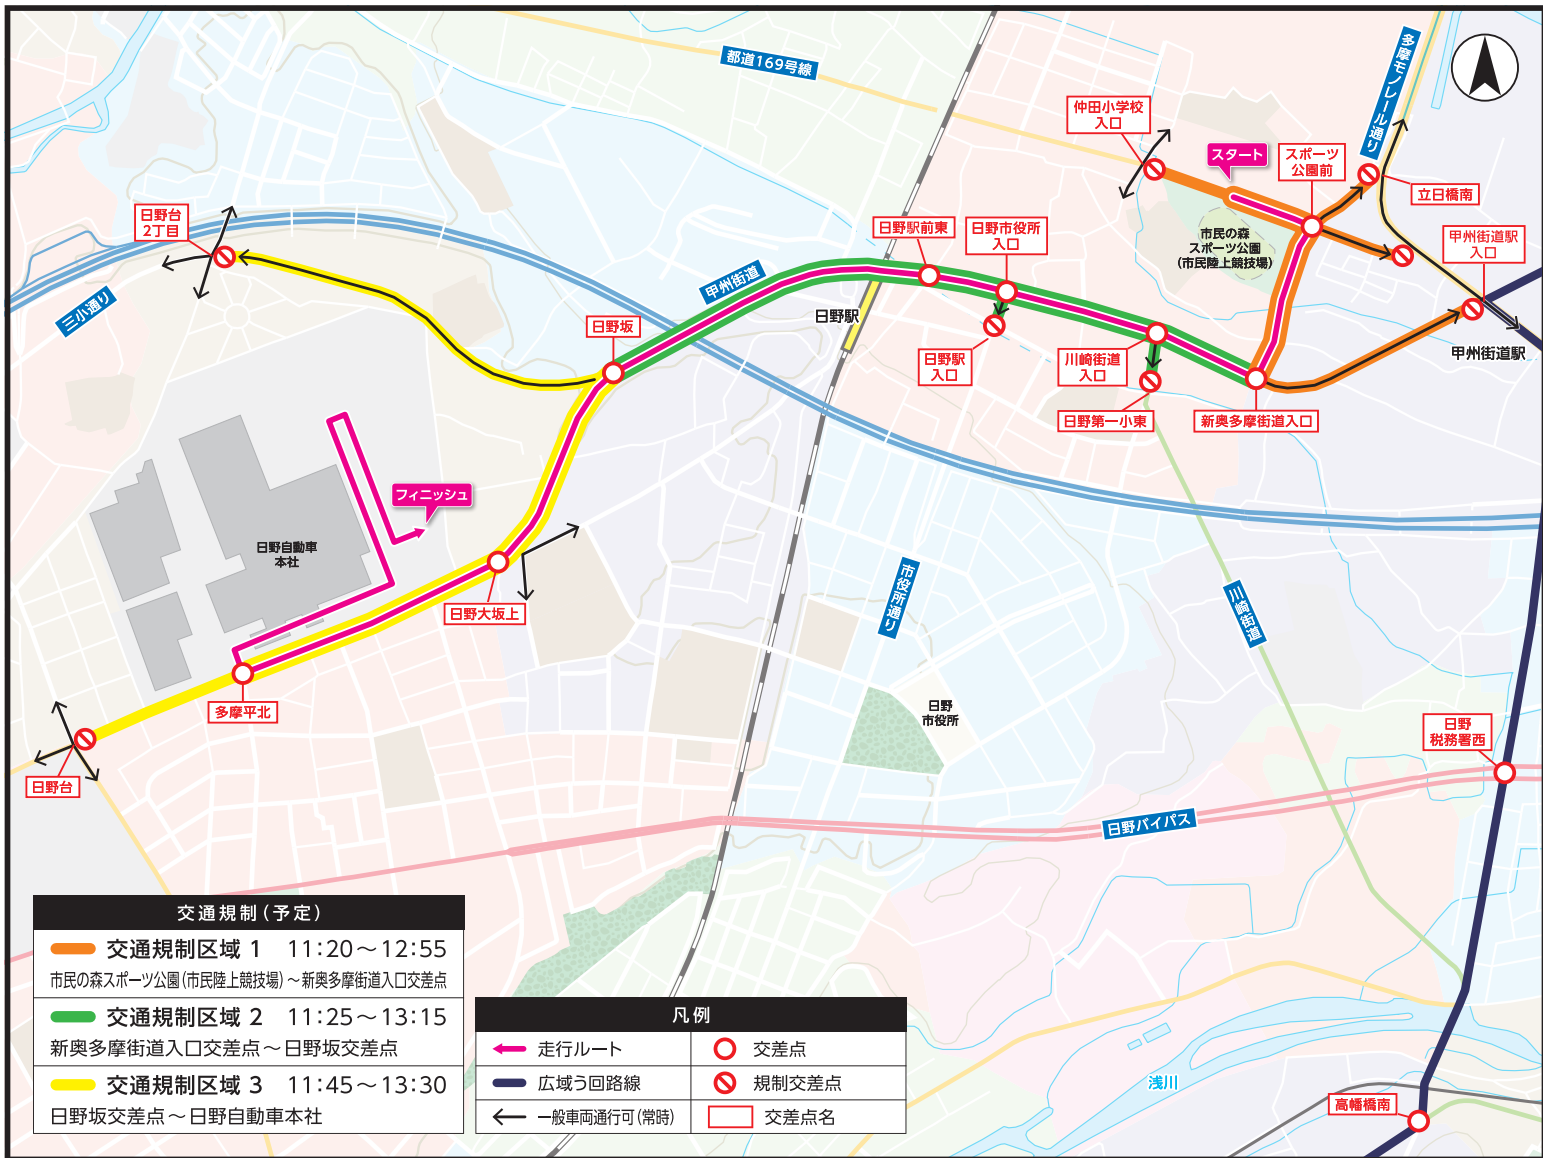 都道169号線
多摩モノレール通り
仲田小学校
入口
スタート
スポーツ
公園前
立日橋南
日野台
2丁目
日野駅前東
日野市役所
入口
市民の森
スポーツ公園
(市民陸上競技場)
甲州街道駅
入口
三小通り
甲州街道
日野坂
日野駅
日野駅
入口
川崎街道
入口
甲州街道駅
日野第一小東
新奥多摩街道入口
フィニッシュ
日野自動車
本社
日野大坂上
市役所通り
川崎街道
多摩平北
日野
市役所
日野
税務署西
日野台
日野バイパス
浅川
高幡橋南
交通規制(予定)
交通規制区域 1 11:20〜12:55
市民の森スポーツ公園(市民陸上競技場)〜新奥多摩街道入口交差点
交通規制区域 2 11:25〜13:15
新奥多摩街道入口交差点〜日野坂交差点
交通規制区域 3 11:45〜13:30
日野坂交差点〜日野自動車本社
凡例
走行ルート
交差点
広域う回路線
規制交差点
一般車両通行可(常時)
交差点名